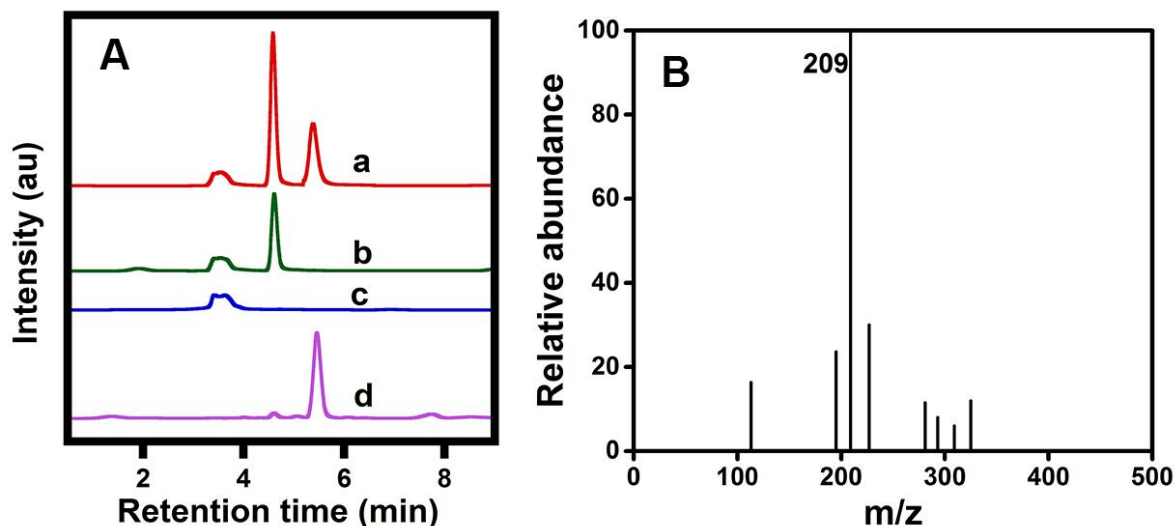 A
a
b
c
d
Intensity (au)
2 4 6 8
Retention time (min)
B
209
Relative abundance
100
80
60
40
20
0
0 100 200 300 400 500
m/z